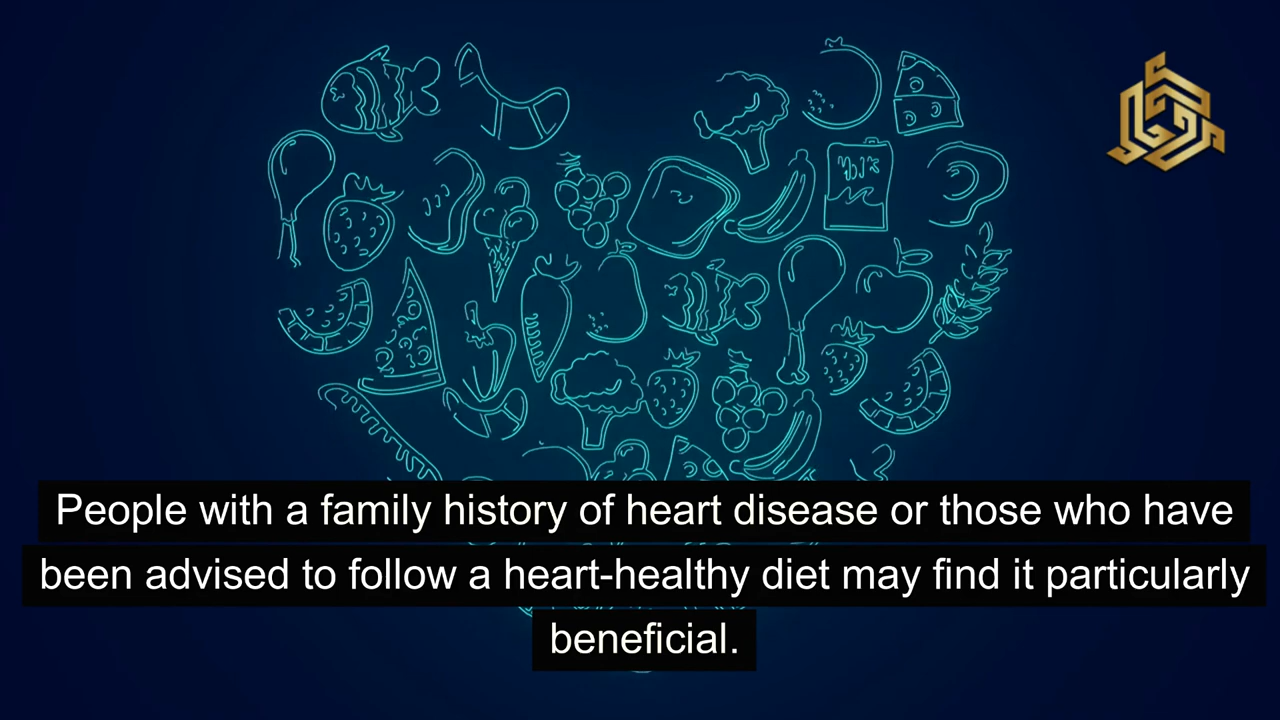 People with a family history of heart disease or those who have
been advised to follow a heart-healthy diet may find it particularly
beneficial.